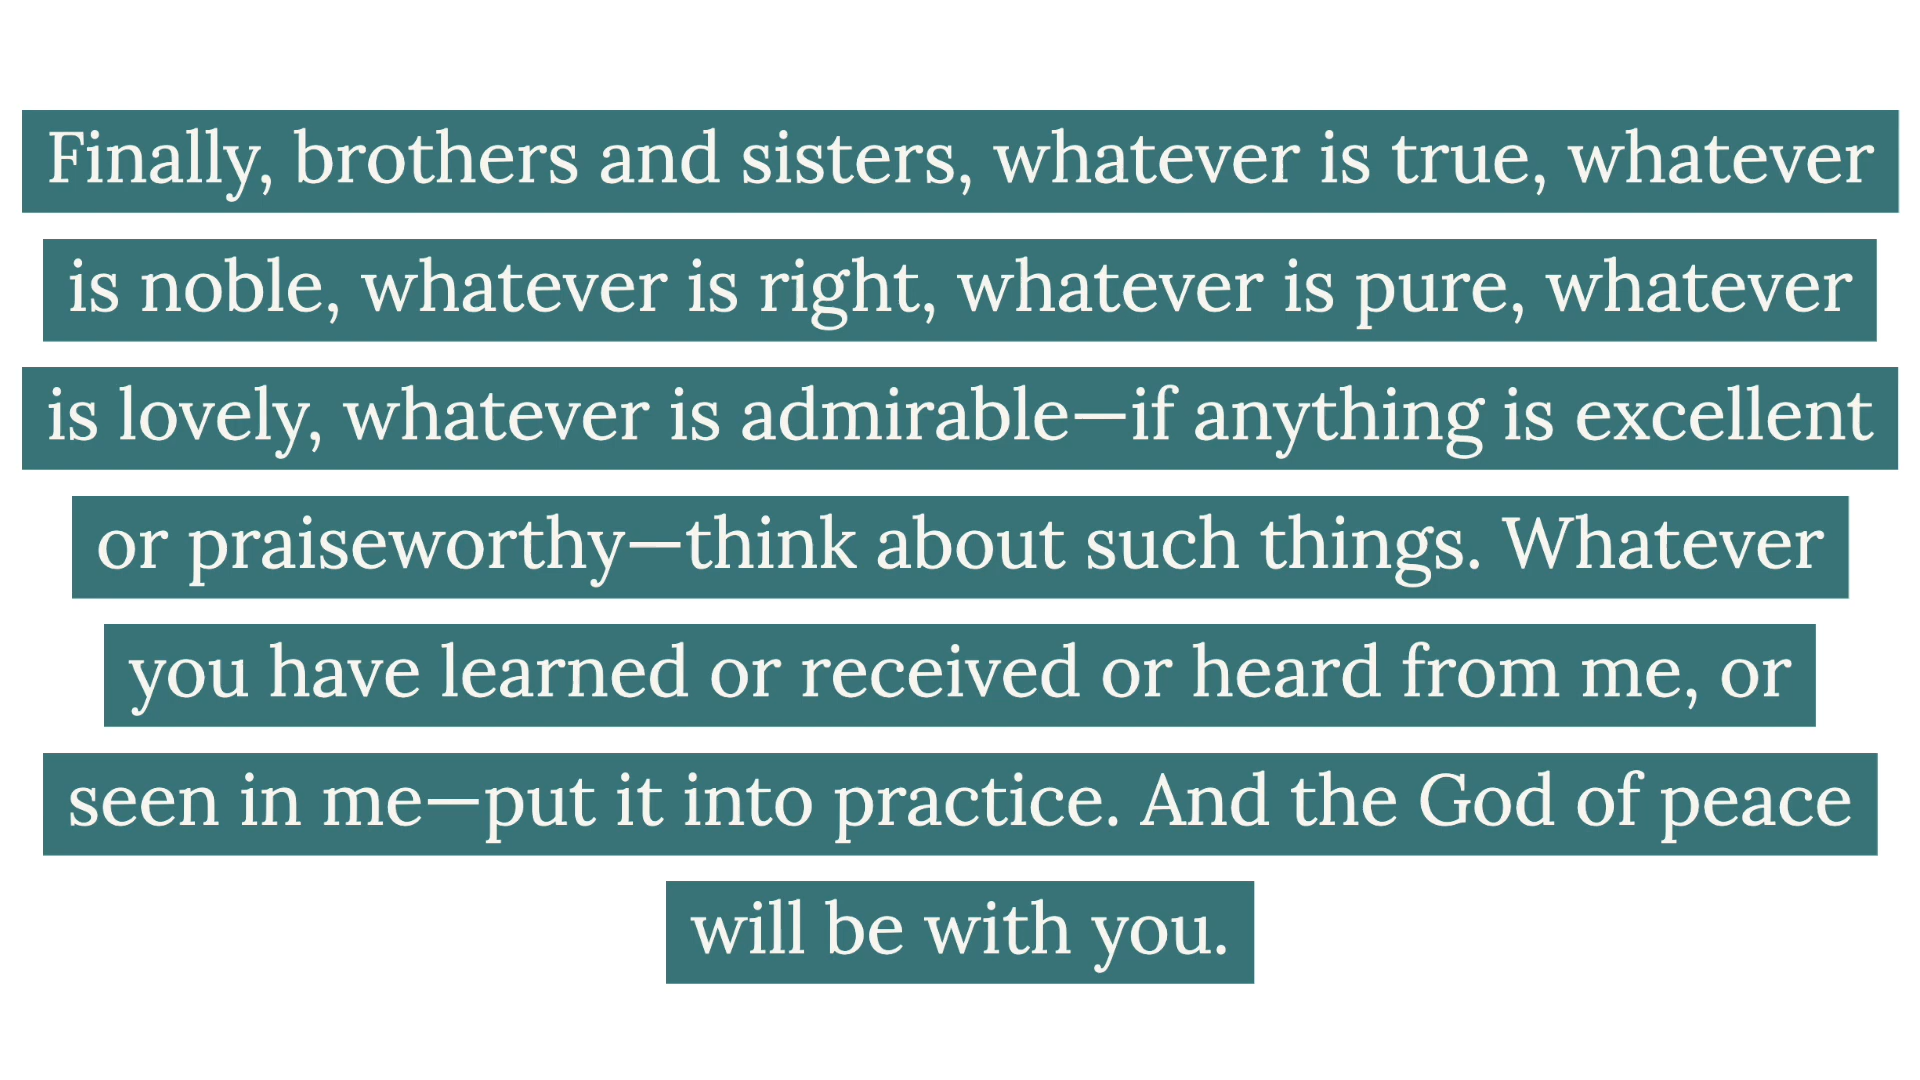 Finally, brothers and sisters, whatever is true, whatever
is noble, whatever is right, whatever is pure, whatever
is lovely, whatever is admirable—if anything is excellent
or praiseworthy—think about such things. Whatever
you have learned or received or heard from me, or
seen in me—put it into practice. And the God of peace
will be with you.